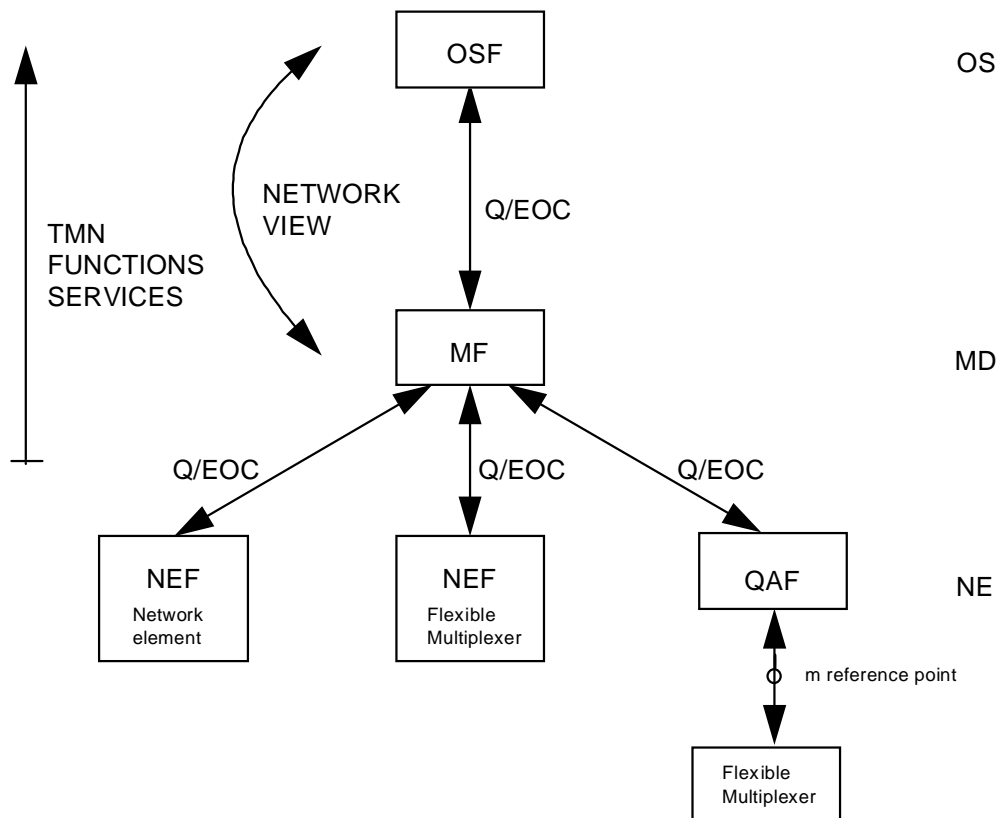 OSF
OS
NETWORK
VIEW
Q/EOC
TMN
FUNCTIONS
SERVICES
MF
MD
Q/EOC
Q/EOC
Q/EOC
NEF
Network
element
NEF
Flexible
Multiplexer
QAF
NE
m reference point
Flexible
Multiplexer